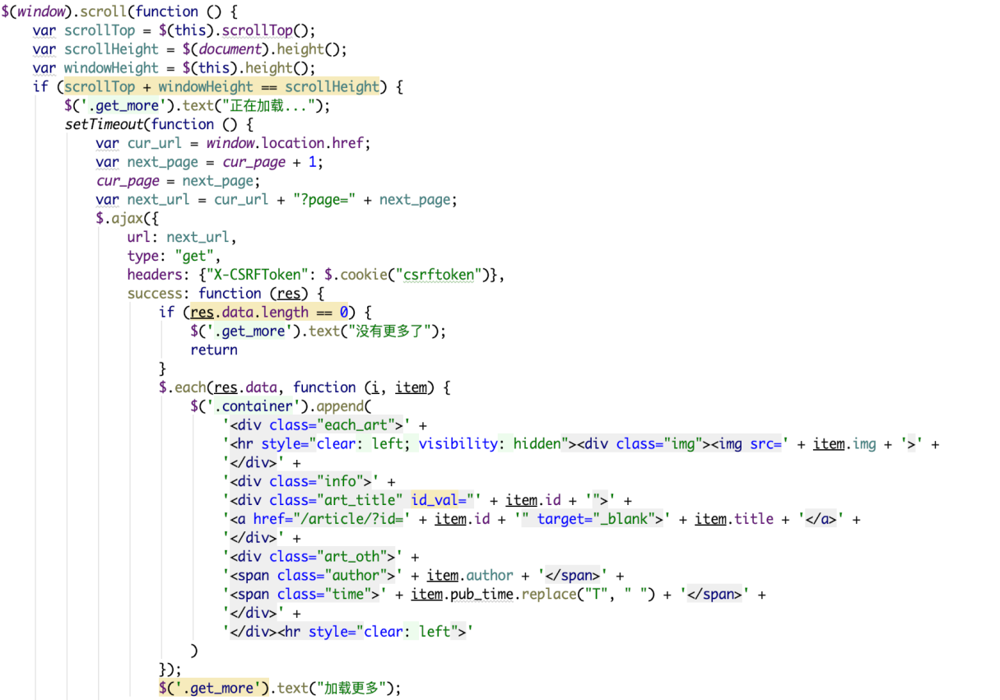 $(window).scroll(function () {
    var scrollTop = $(this).scrollTop();
    var scrollHeight = $(document).height();
    var windowHeight = $(this).height();
    if (scrollTop + windowHeight == scrollHeight) {
        $('.get_more').text("正在加载...");
        setTimeout(function () {
            var cur_url = window.location.href;
            var next_page = cur_page + 1;
            cur_page = next_page;
            var next_url = cur_url + "?page=" + next_page;
            $.ajax({
                url: next_url,
                type: "get",
                headers: {"X-CSRFToken": $.cookie("csrftoken")},
                success: function (res) {
                    if (res.data.length == 0) {
                        $('.get_more').text("没有更多了");
                        return
                    }
                    $.each(res.data, function (i, item) {
                        $('.container').append(
                            '<div class="each_art">' +
                            '<hr style="clear: left; visibility: hidden"><div class="img"><img src=' + item.img + '>' +
                            '</div>' +
                            '<div class="info">' +
                            '<div class="art_title" id_val="' + item.id + '">' +
                            '<a href="/article/?id=' + item.id + '" target="_blank">' + item.title + '</a>' +
                            '</div>' +
                            '<div class="art_oth">' +
                            '<span class="author">' + item.author + '</span>' +
                            '<span class="time">' + item.pub_time.replace("T", " ") + '</span>' +
                            '</div>' +
                            '</div><hr style="clear: left">'
                        )
                    });
                    $('.get_more').text("加载更多");